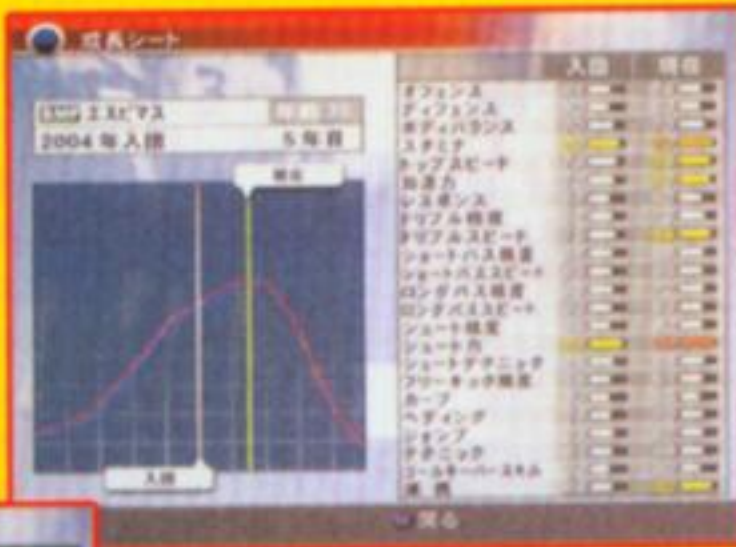 成長シート
エスピマス
2004年入団 5年目
現在
入団
入団 現在
オフェンス
ディフェンス
ボディバランス
スタミナ
トップスピード
加速力
レスポンス
ドリブル精度
ドリブルスピード
ショートパス精度
ショートパススピード
ロングパス精度
ロングパススピード
シュート精度
シュート力
シュートテクニック
フリーキック精度
カーブ
ヘディング
ジャンプ
テクニック
ゴールキーパースキル
連携
戻る